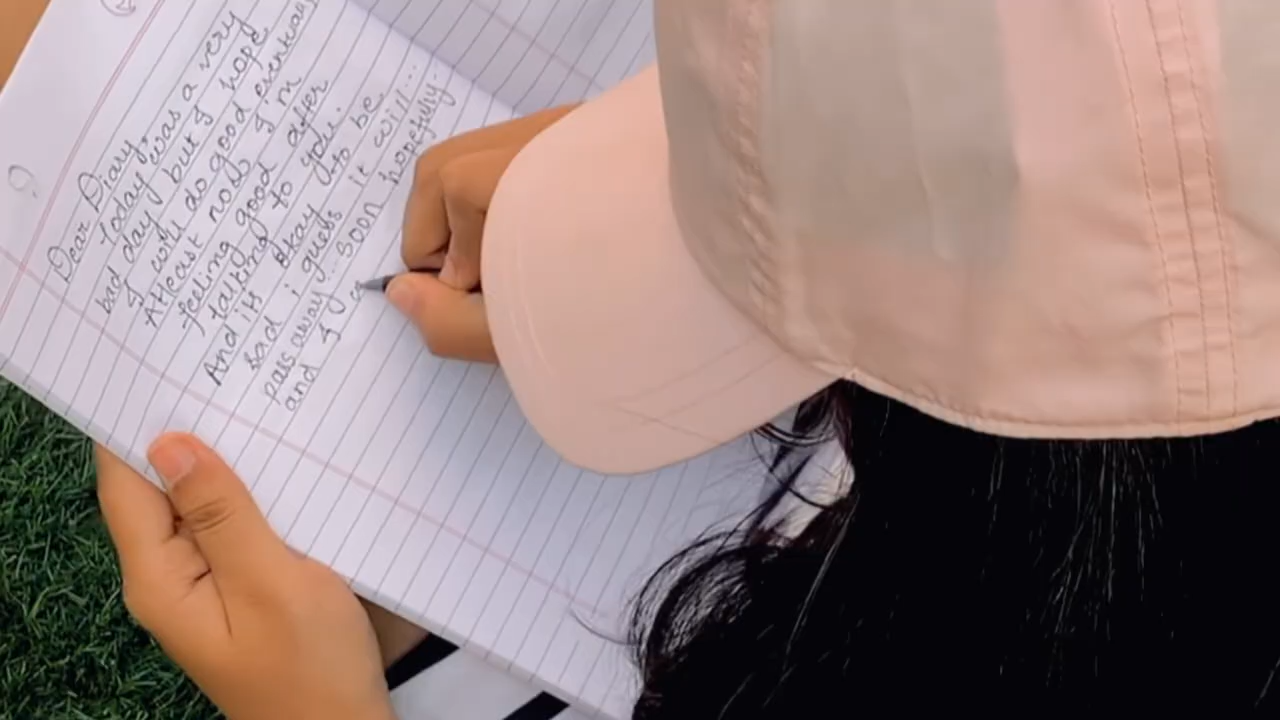 Dear Diary,
Today was a very
bad day but I hope
I will do good eventually
Atleast now I'm
feeling good after
talking to you.
And its okay to be
sad i guess it will...
pass away... soon hopefully.
and I